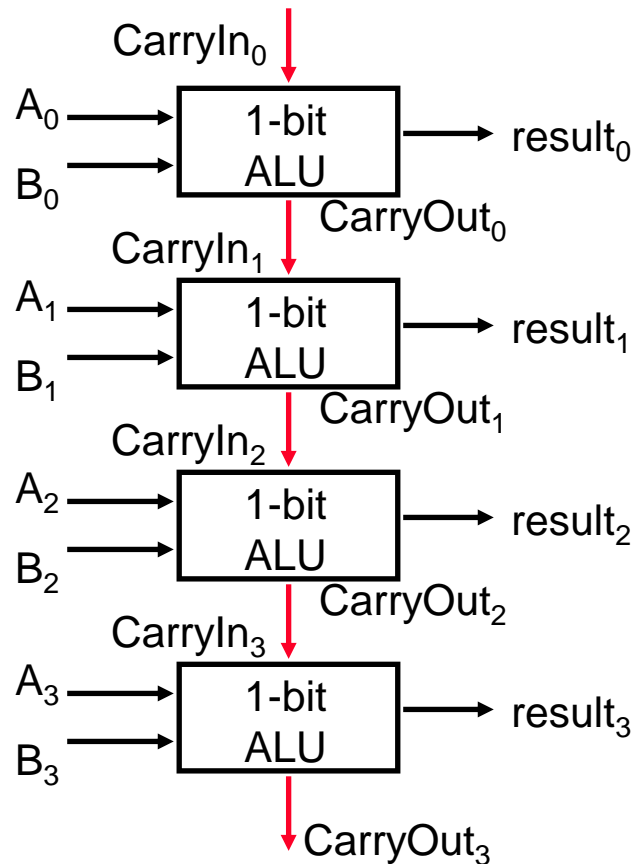 CarryIn₀
A₀
1-bit
ALU
result₀
B₀
CarryOut₀
CarryIn₁
A₁
1-bit
ALU
result₁
B₁
CarryOut₁
CarryIn₂
A₂
1-bit
ALU
result₂
B₂
CarryOut₂
CarryIn₃
A₃
1-bit
ALU
result₃
B₃
CarryOut₃